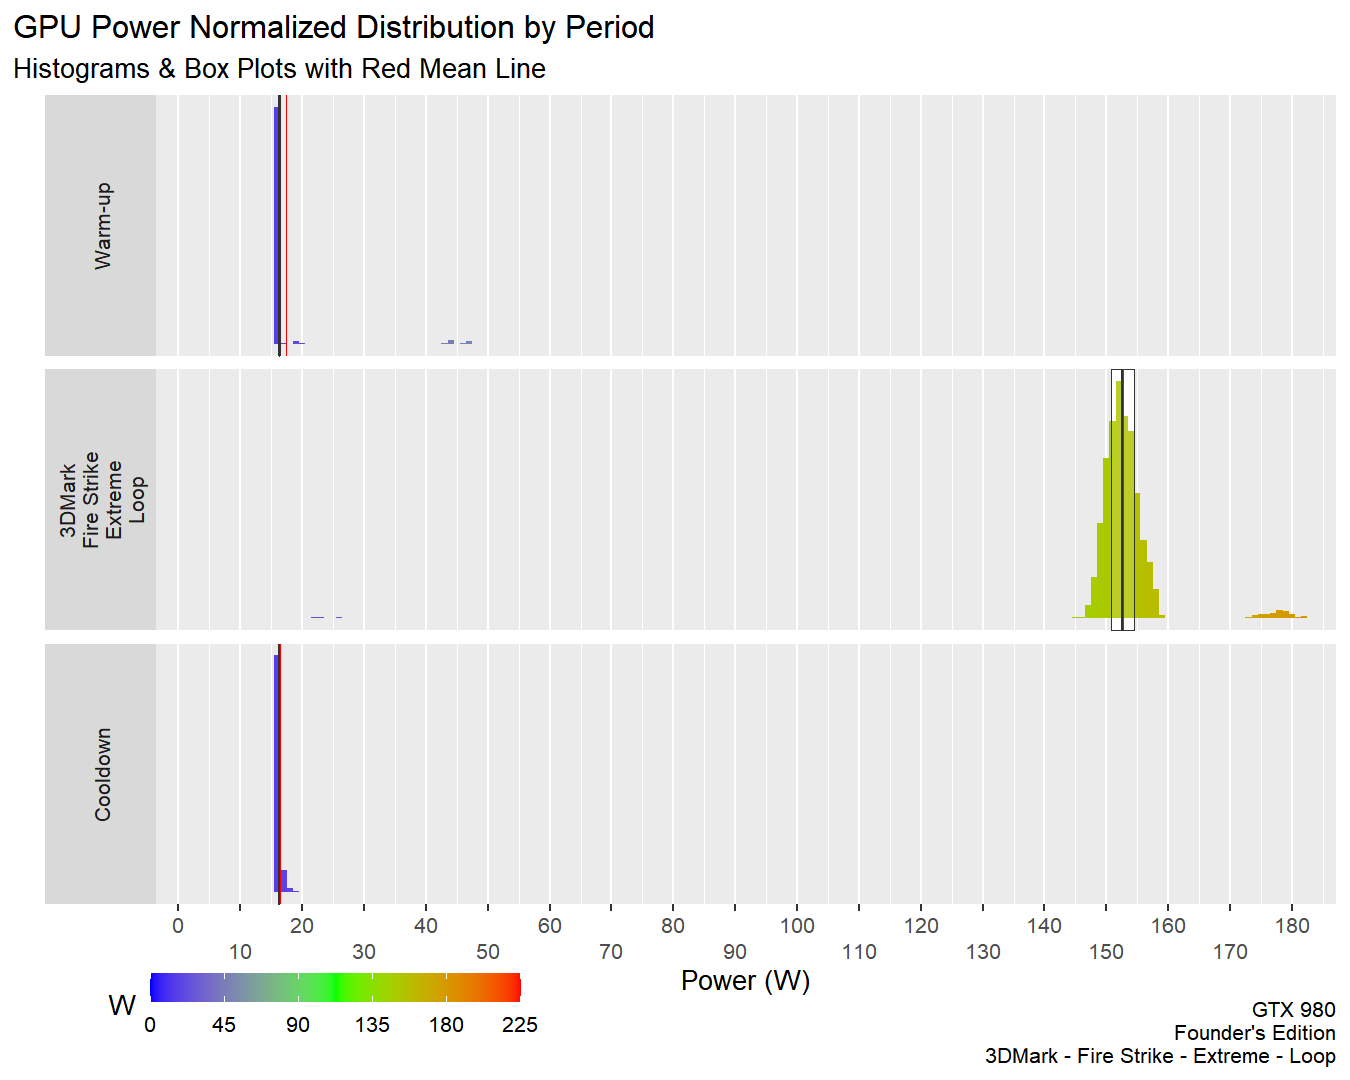 GPU Power Normalized Distribution by Period
Histograms & Box Plots with Red Mean Line
Warm-up
3DMark
Fire Strike
Extreme
Loop
Cooldown
0 20 40 60 80 100 120 140 160 180
10 30 50 70 90 110 130 150 170
Power (W)
W
0 45 90 135 180 225
GTX 980
Founder's Edition
3DMark - Fire Strike - Extreme - Loop